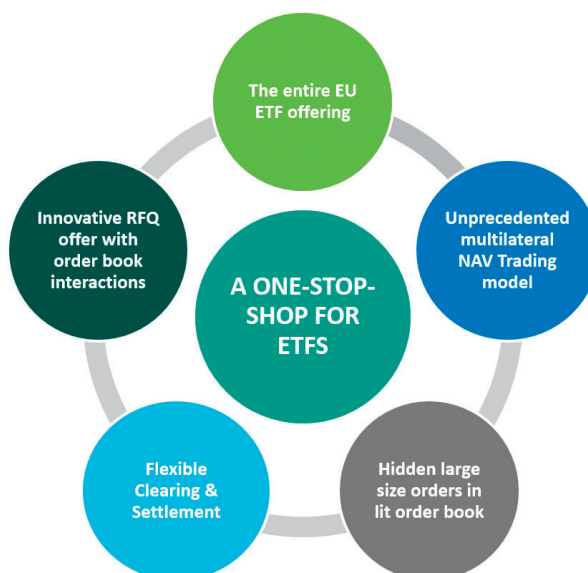 The entire EU
ETF offering
Innovative RFQ
offer with
order book
interactions
Unprecedented
multilateral
NAV Trading
model
A ONE-STOP-
SHOP FOR
ETFS
Flexible
Clearing &
Settlement
Hidden large
size orders in
lit order book